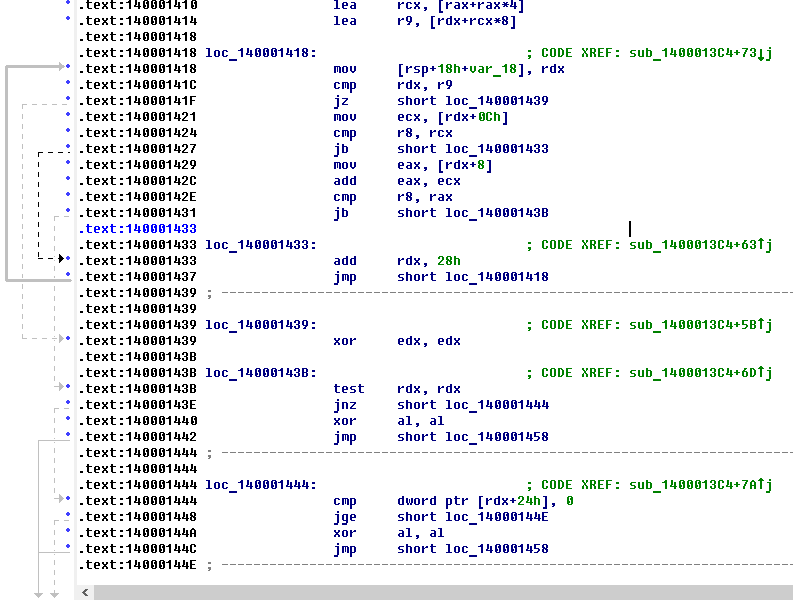 .text:140001410 lea rcx, [rax+rax*4]
.text:140001414 lea r9, [rdx+rcx*8]
.text:140001418
.text:140001418 loc_140001418: ; CODE XREF: sub_1400013C4+73↓j
.text:140001418 mov [rsp+18h+var_18], rdx
.text:14000141C cmp rdx, r9
.text:14000141F jz short loc_140001439
.text:140001421 mov ecx, [rdx+0Ch]
.text:140001424 cmp r8, rcx
.text:140001427 jb short loc_140001433
.text:140001429 mov eax, [rdx+8]
.text:14000142C add eax, ecx
.text:14000142E cmp r8, rax
.text:140001431 jb short loc_14000143B
.text:140001433
.text:140001433 loc_140001433: ; CODE XREF: sub_1400013C4+63↑j
.text:140001433 add rdx, 28h
.text:140001437 jmp short loc_140001418
.text:140001439 ; ---------------------------------------------------------------------------
.text:140001439
.text:140001439 loc_140001439: ; CODE XREF: sub_1400013C4+5B↑j
.text:140001439 xor edx, edx
.text:14000143B
.text:14000143B loc_14000143B: ; CODE XREF: sub_1400013C4+6D↑j
.text:14000143B test rdx, rdx
.text:14000143E jnz short loc_140001444
.text:140001440 xor al, al
.text:140001442 jmp short loc_140001458
.text:140001444 ; ---------------------------------------------------------------------------
.text:140001444
.text:140001444 loc_140001444: ; CODE XREF: sub_1400013C4+7A↑j
.text:140001444 cmp dword ptr [rdx+24h], 0
.text:140001448 jge short loc_14000144E
.text:14000144A xor al, al
.text:14000144C jmp short loc_140001458
.text:14000144E ; ---------------------------------------------------------------------------